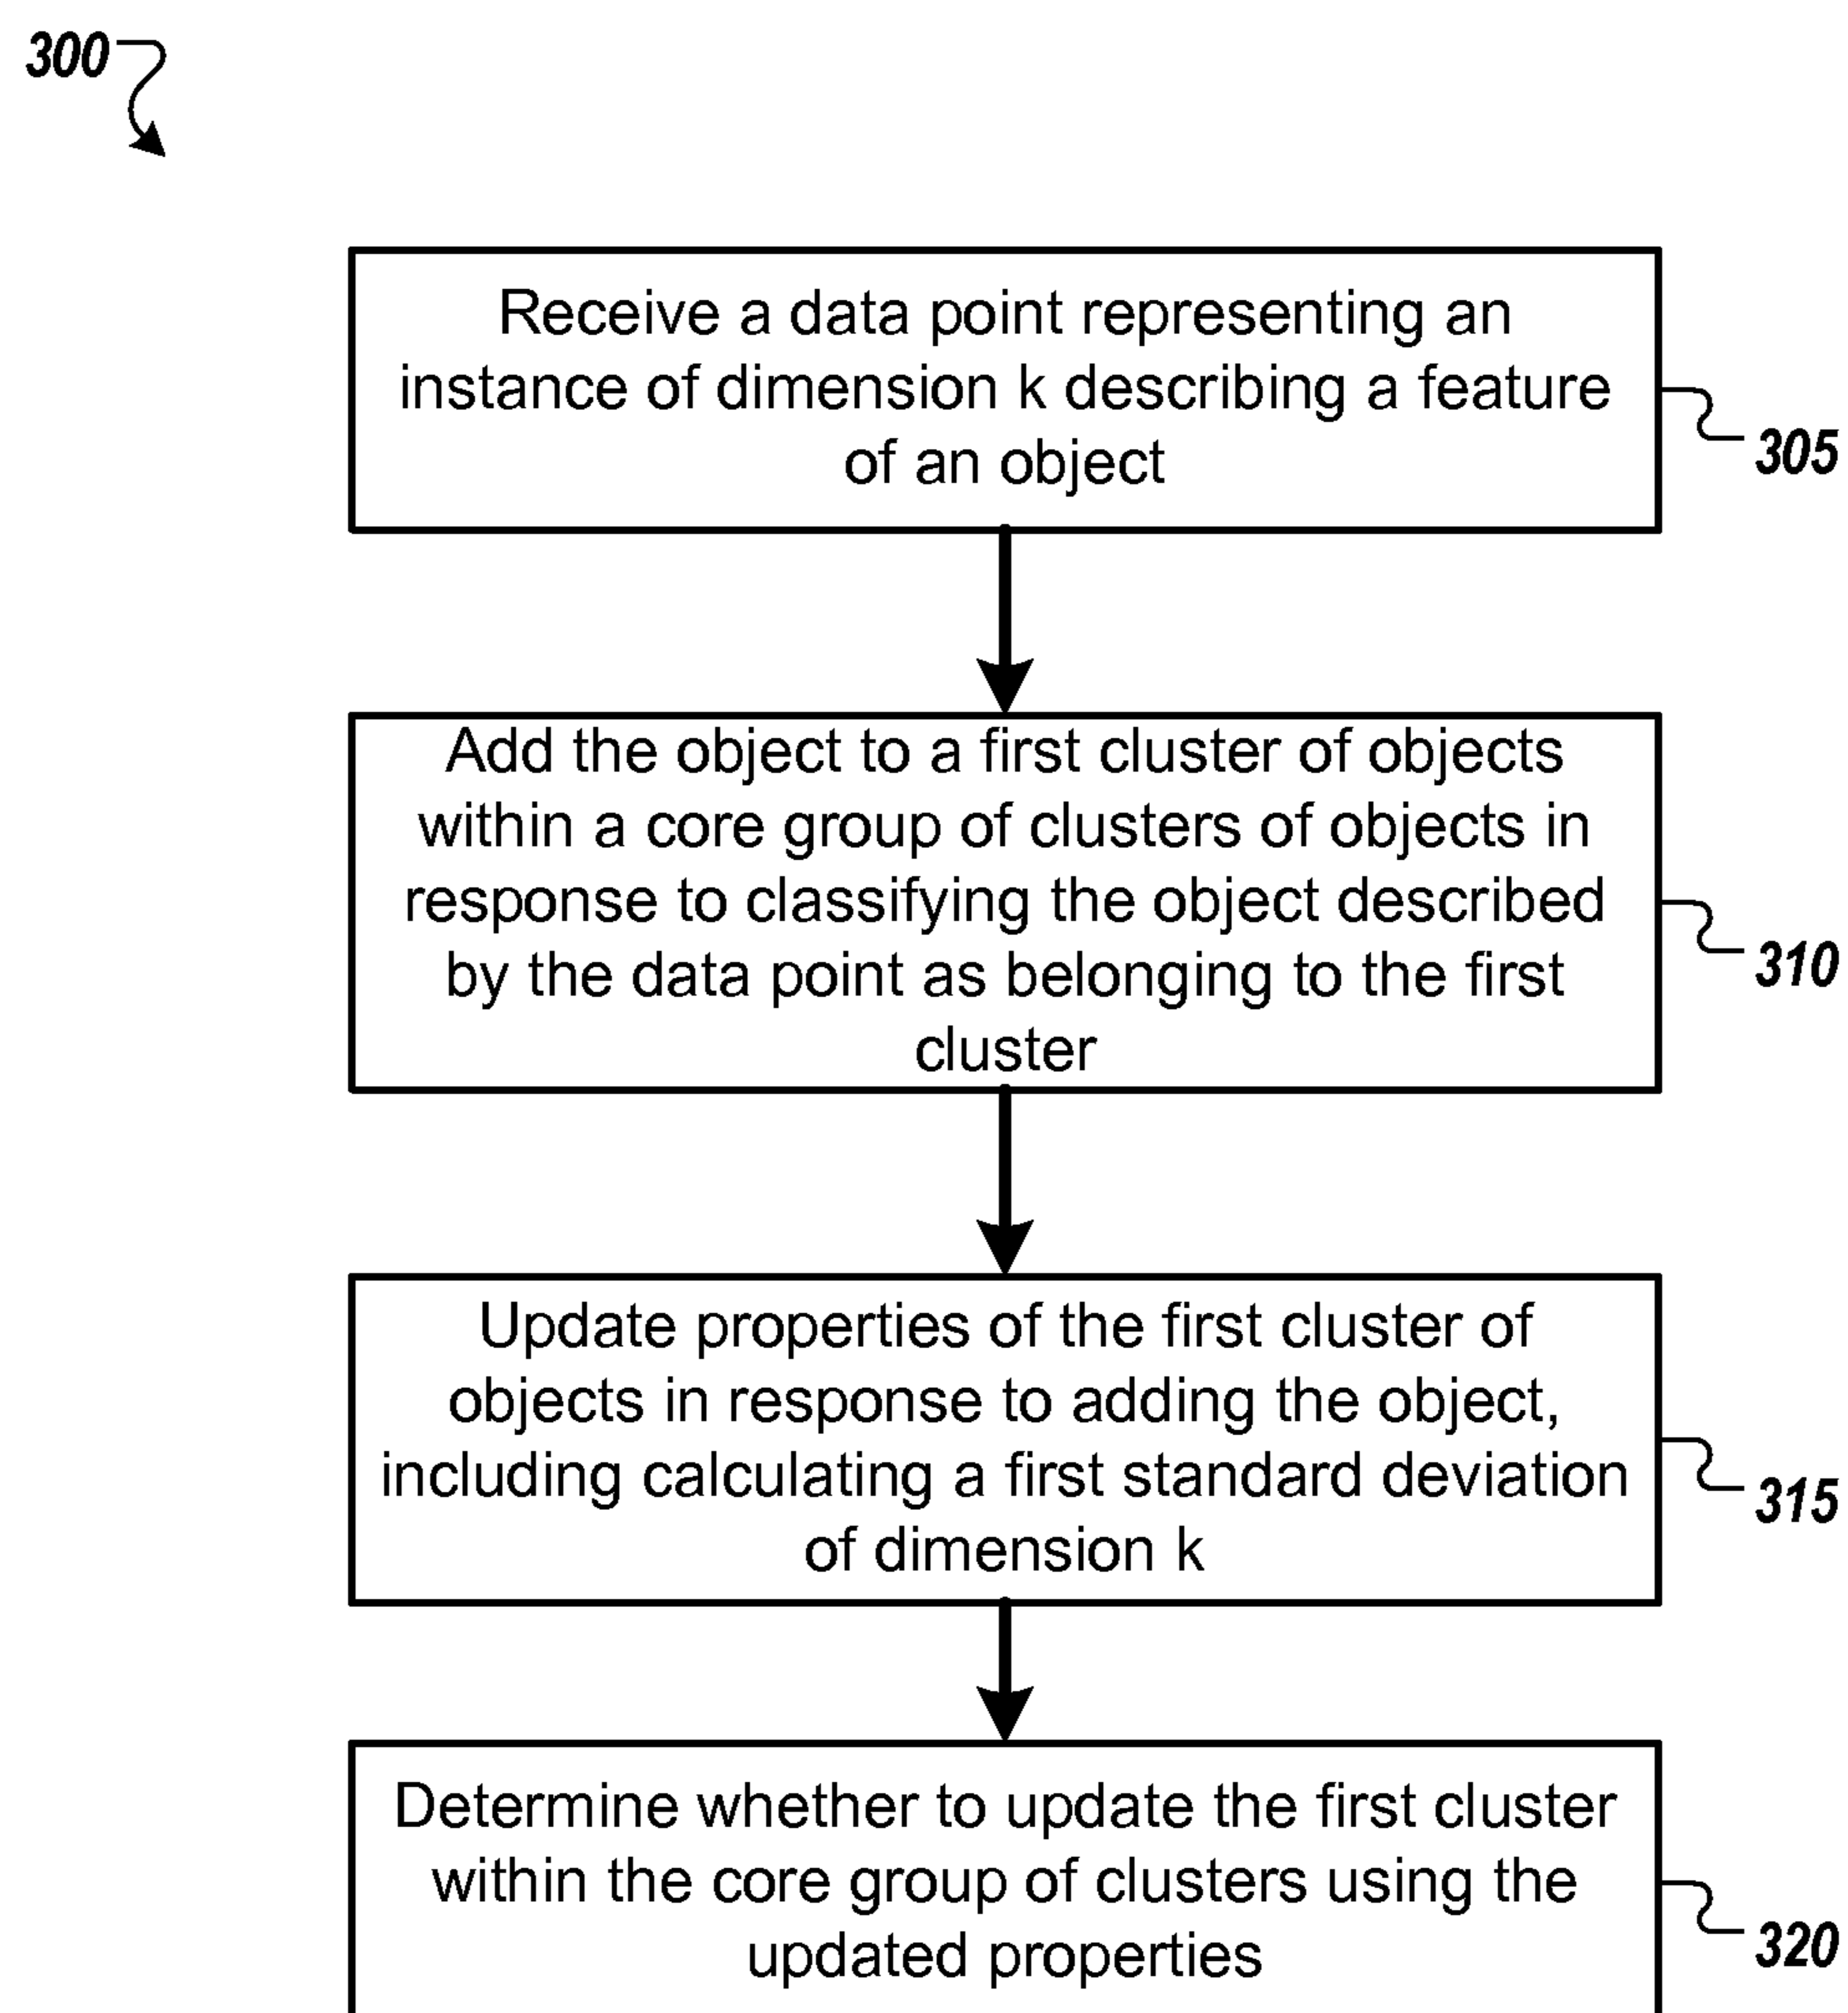 300
Receive a data point representing an
instance of dimension k describing a feature
of an object
305
Add the object to a first cluster of objects
within a core group of clusters of objects in
response to classifying the object described
by the data point as belonging to the first
cluster
310
Update properties of the first cluster of
objects in response to adding the object,
including calculating a first standard deviation
of dimension k
315
Determine whether to update the first cluster
within the core group of clusters using the
updated properties
320